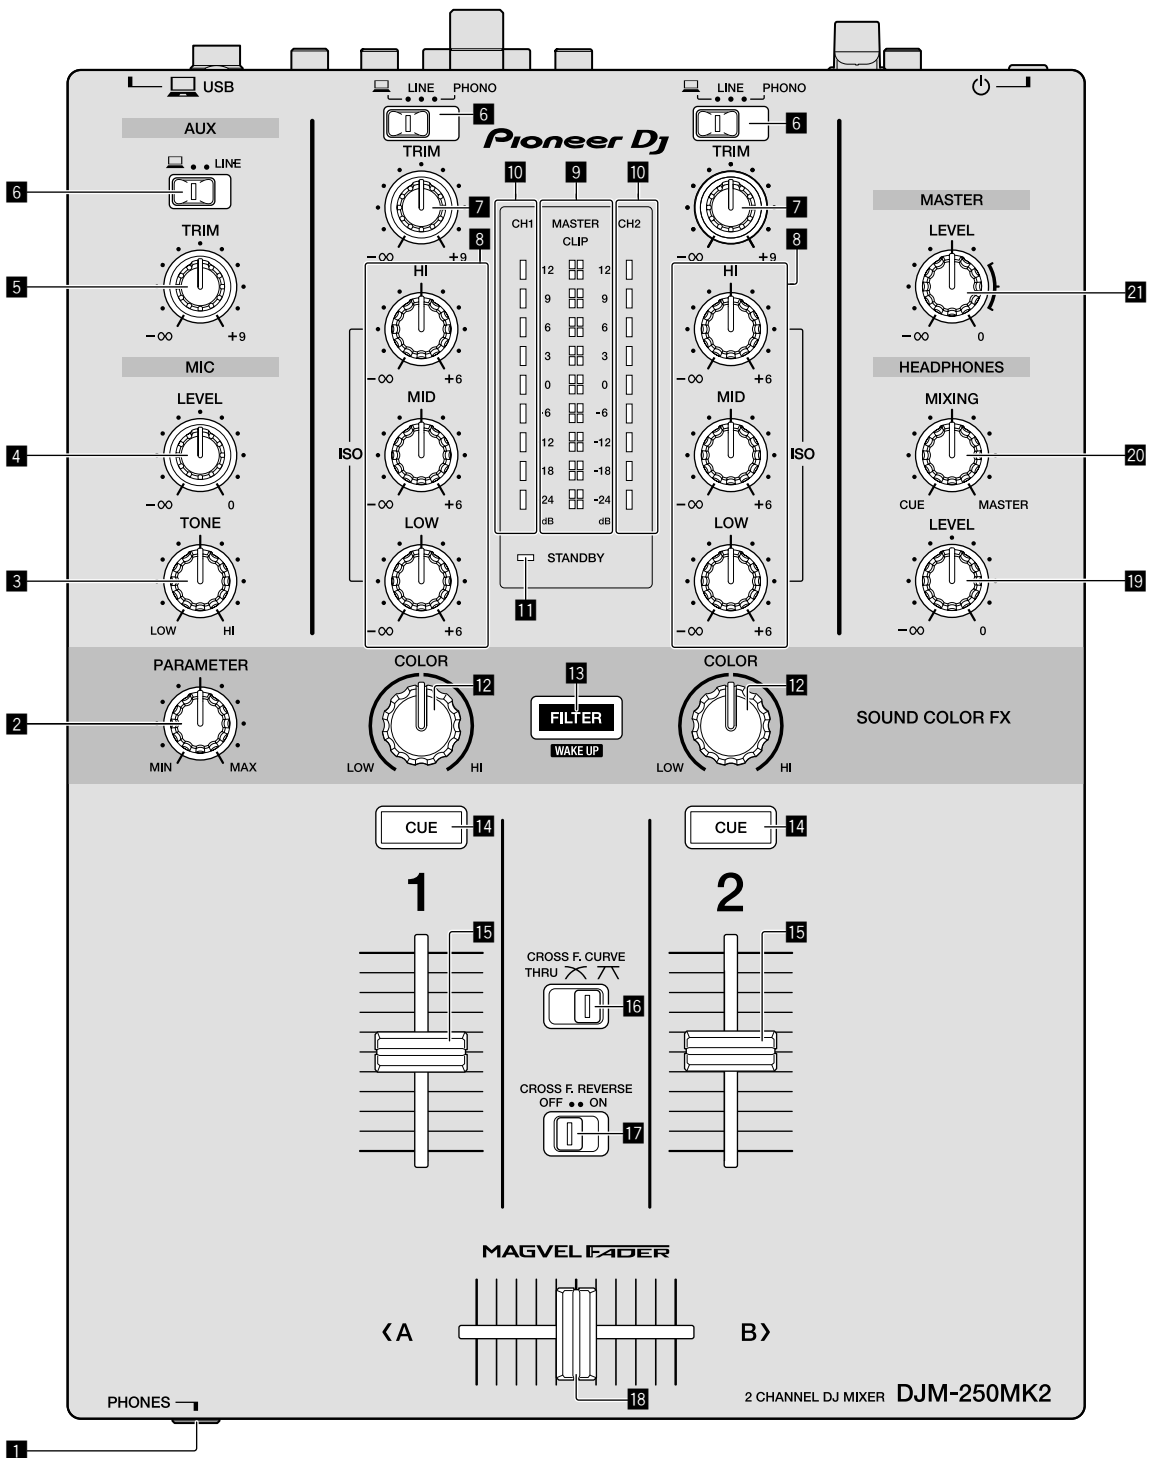 USB
LINE PHONO
6
LINE PHONO
6
AUX
Pioneer Dj
LINE
6
TRIM
7
10 9 10
TRIM
7
MASTER
TRIM
CH1 MASTER CH2
CLIP
LEVEL
5
-∞ +9
8
-∞ +9
8
21
-∞ +9
HI
12 12
HI
-∞ 0
9 9
6 6
MIC
3 3
HEADPHONES
-∞ +6
0 0
-∞ +6
LEVEL
MID
-6 -6
MID
MIXING
4
ISO
12 -12
ISO
20
18 -18
-∞ 0
-∞ +6
24 -24
-∞ +6
CUE MASTER
TONE
LOW
dB dB
LOW
LEVEL
3
STANDBY
19
11
LOW HI
-∞ +6
-∞ +6
-∞ 0
PARAMETER
COLOR
12
13
COLOR
12
2
FILTER
SOUND COLOR FX
WAKE UP
MIN MAX
LOW HI
LOW HI
CUE
14
CUE
14
1
2
15
15
CROSS F. CURVE
THRU
16
CROSS F. REVERSE
OFF ON
17
MAGVEL FADER
<A B>
18
PHONES
2 CHANNEL DJ MIXER DJM-250MK2
1